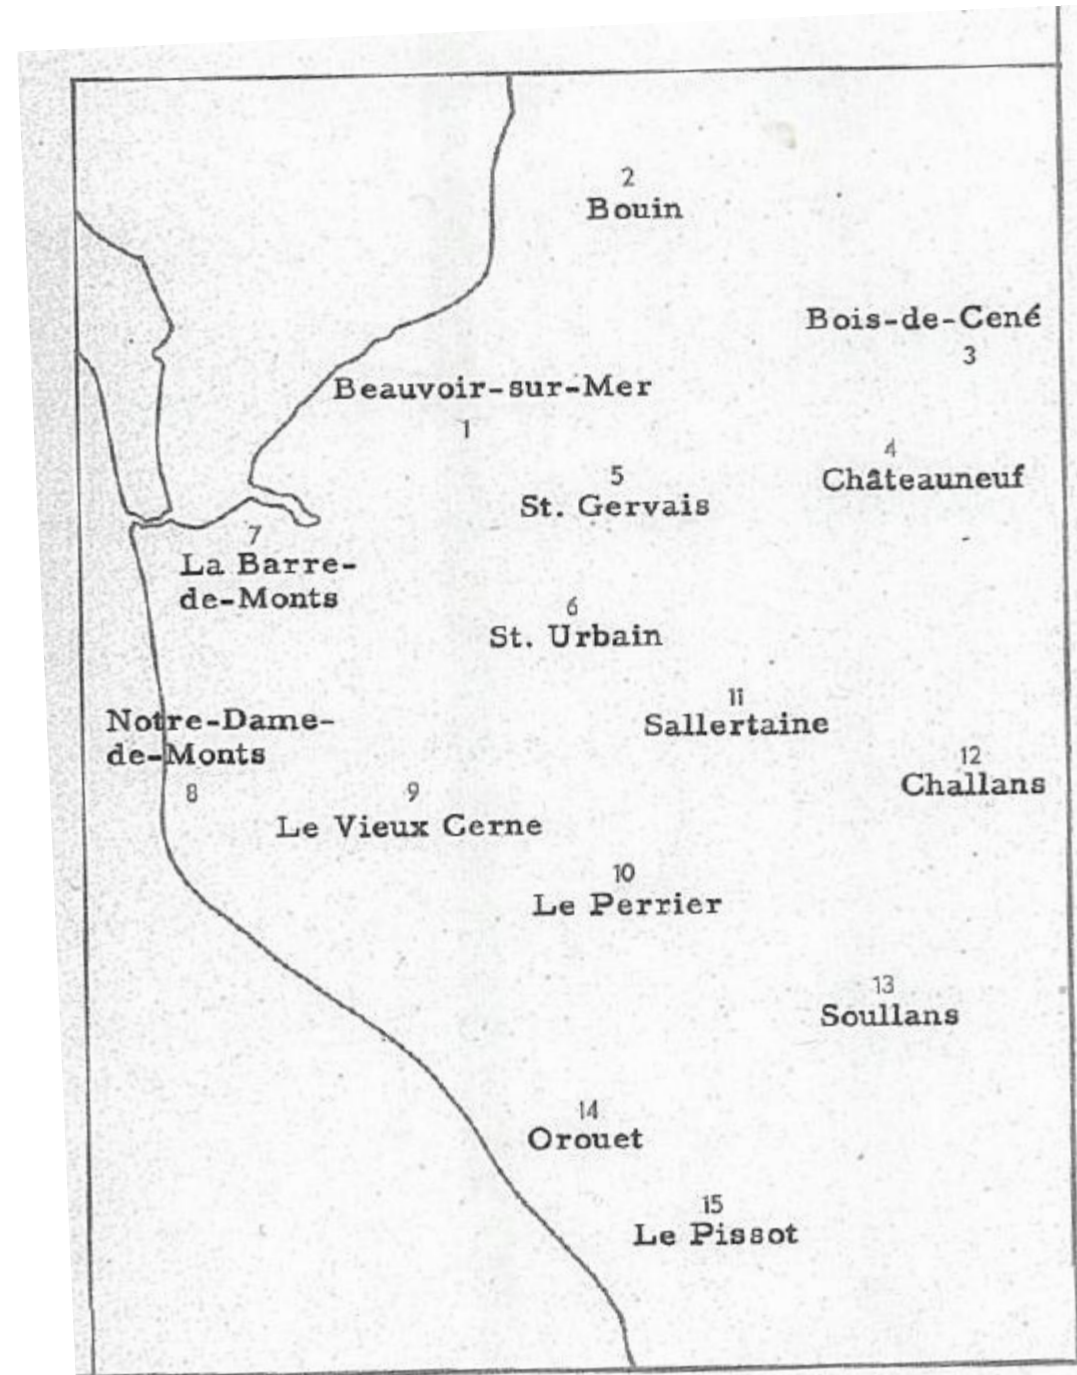 2
Bouin
Bois-de-Cené
3
Beauvoir-sur-Mer
1
4
Châteauneuf
5
St. Gervais
7
La Barre-
de-Monts
6
St. Urbain
11
Sallertaine
Notre-Dame-
de-Monts
8
12
Challans
9
Le Vieux Cerne
10
Le Perrier
13
Soullans
14
Orouet
15
Le Pissot